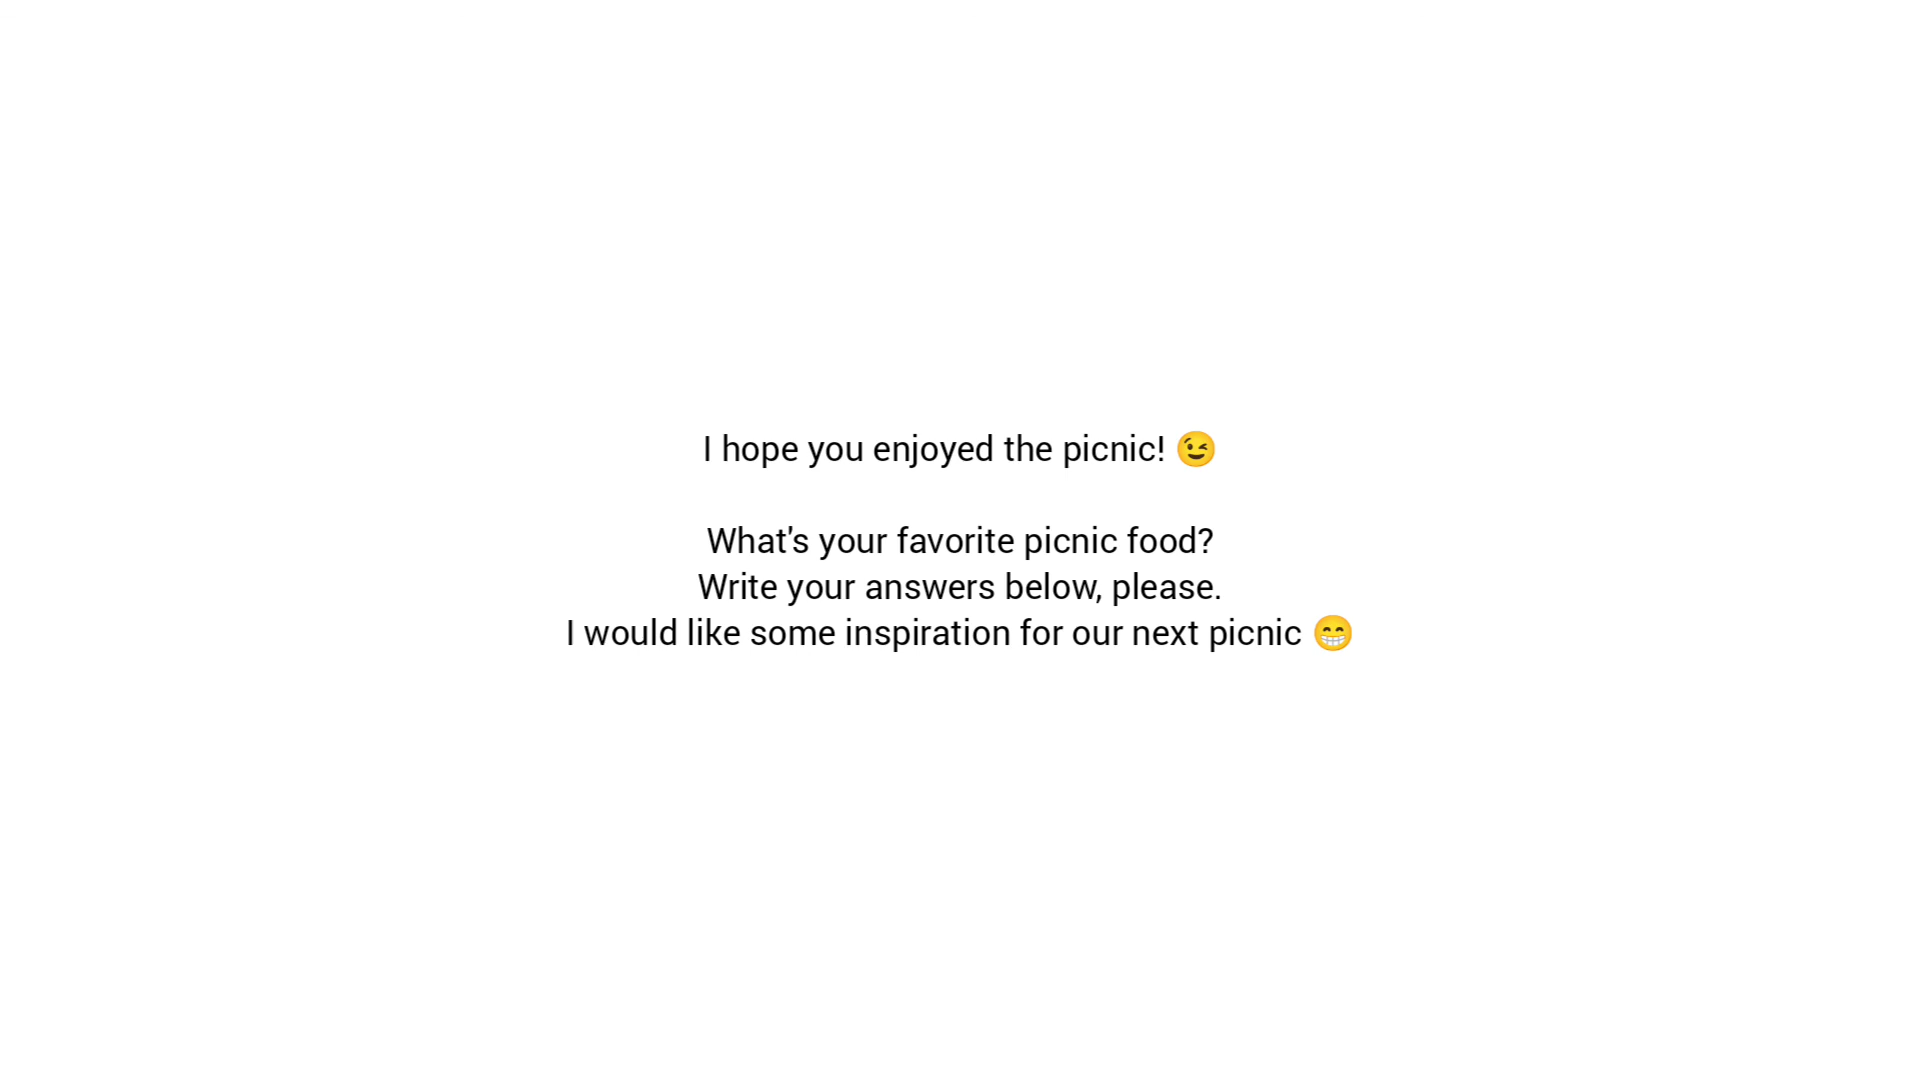 I hope you enjoyed the picnic! 😉
What's your favorite picnic food?
Write your answers below, please.
I would like some inspiration for our next picnic 😁